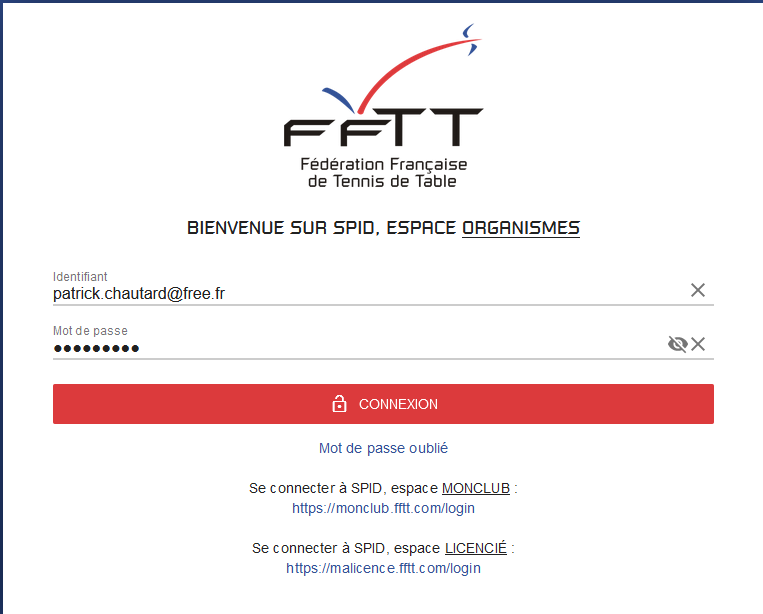 FFTT
Fédération Française
de Tennis de Table
BIENVENUE SUR SPID, ESPACE ORGANISMES
Identifiant
patrick.chautard@free.fr
Mot de passe
●●●●●●●●●
CONNEXION
Mot de passe oublié
Se connecter à SPID, espace MONCLUB :
https://monclub.fftt.com/login
Se connecter à SPID, espace LICENCIÉ :
https://malicence.fftt.com/login